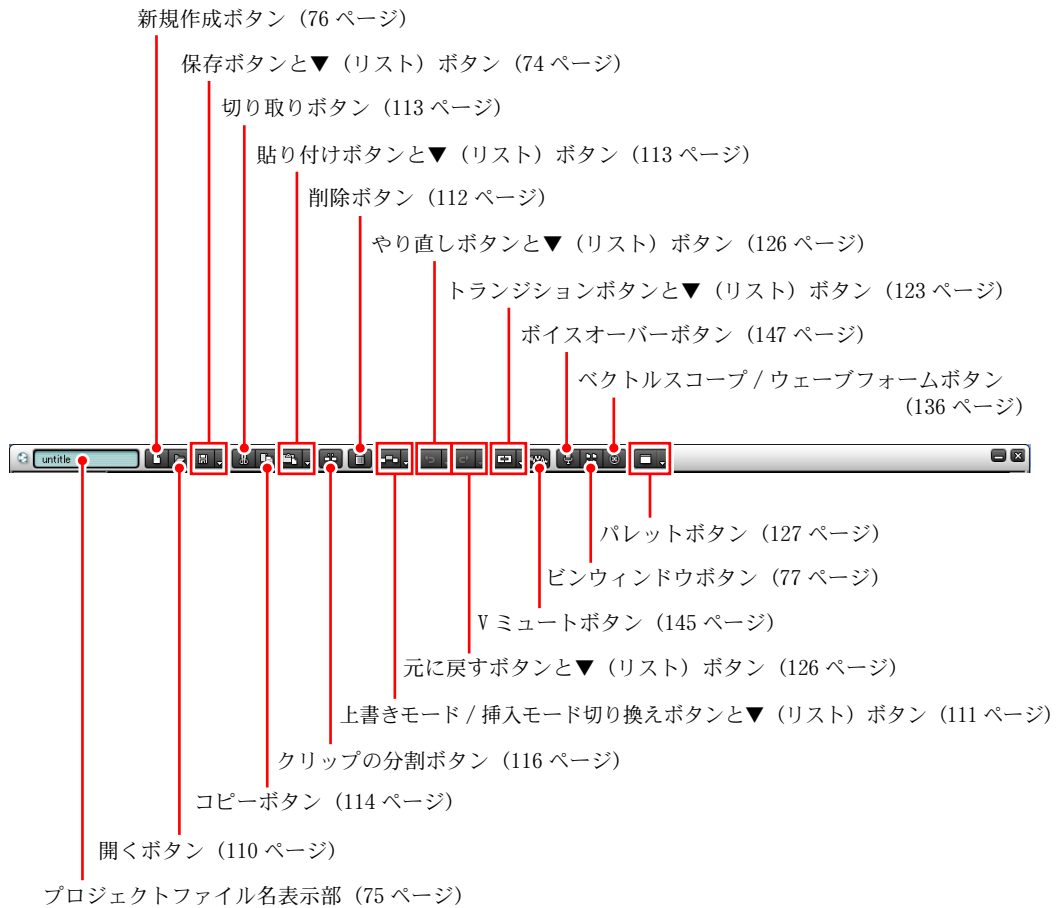 新規作成ボタン（76 ページ）
保存ボタンと▼（リスト）ボタン（74 ページ）
切り取りボタン（113 ページ）
貼り付けボタンと▼（リスト）ボタン（113 ページ）
削除ボタン（112 ページ）
やり直しボタンと▼（リスト）ボタン（126 ページ）
トランジションボタンと▼（リスト）ボタン（123 ページ）
ボイスオーバーボタン（147 ページ）
ベクトルスコープ / ウェーブフォームボタン
（136 ページ）
untitle
パレットボタン（127 ページ）
ビンウィンドウボタン（77 ページ）
V ミュートボタン（145 ページ）
元に戻すボタンと▼（リスト）ボタン（126 ページ）
上書きモード / 挿入モード切り換えボタンと▼（リスト）ボタン（111 ページ）
クリップの分割ボタン（116 ページ）
コピーボタン（114 ページ）
開くボタン（110 ページ）
プロジェクトファイル名表示部（75 ページ）